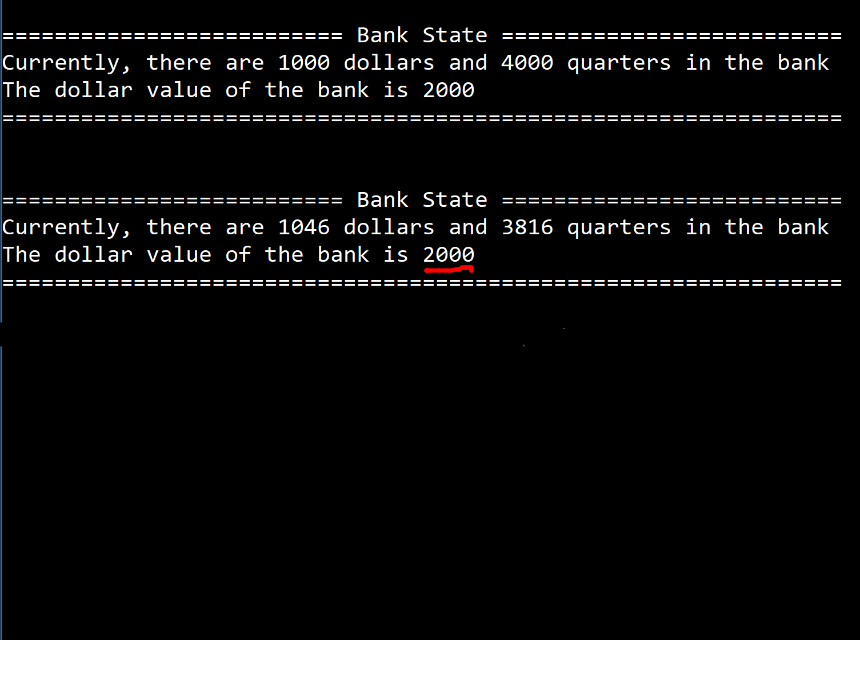 ========================== Bank State ==========================
Currently, there are 1000 dollars and 4000 quarters in the bank
The dollar value of the bank is 2000
================================================================
========================== Bank State ==========================
Currently, there are 1046 dollars and 3816 quarters in the bank
The dollar value of the bank is 2000
================================================================